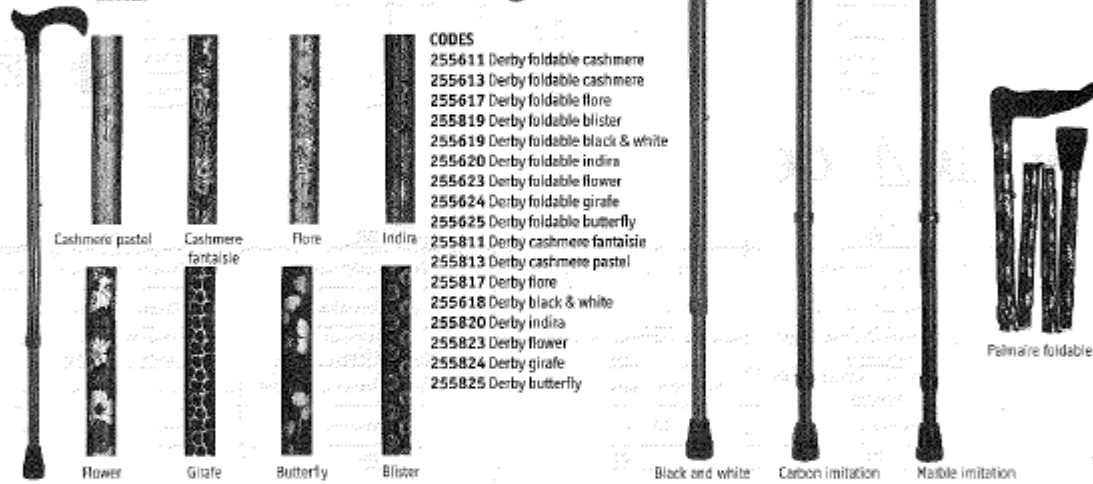 Cashmere pastel
Cashmere
fantaisie
Flore
Indira
Flower
Girafe
Butterfly
Blister
CODES
255611 Derby foldable cashmere
255613 Derby foldable cashmere
255617 Derby foldable flore
255819 Derby foldable blister
255619 Derby foldable black & white
255620 Derby foldable indira
255623 Derby foldable flower
255624 Derby foldable girafe
255625 Derby foldable butterfly
255811 Derby cashmere fantaisie
255813 Derby cashmere pastel
255817 Derby flore
255618 Derby black & white
255820 Derby indira
255823 Derby flower
255824 Derby girafe
255825 Derby butterfly
Black and white
Carbon imitation
Marble imitation
Palmaire foldable